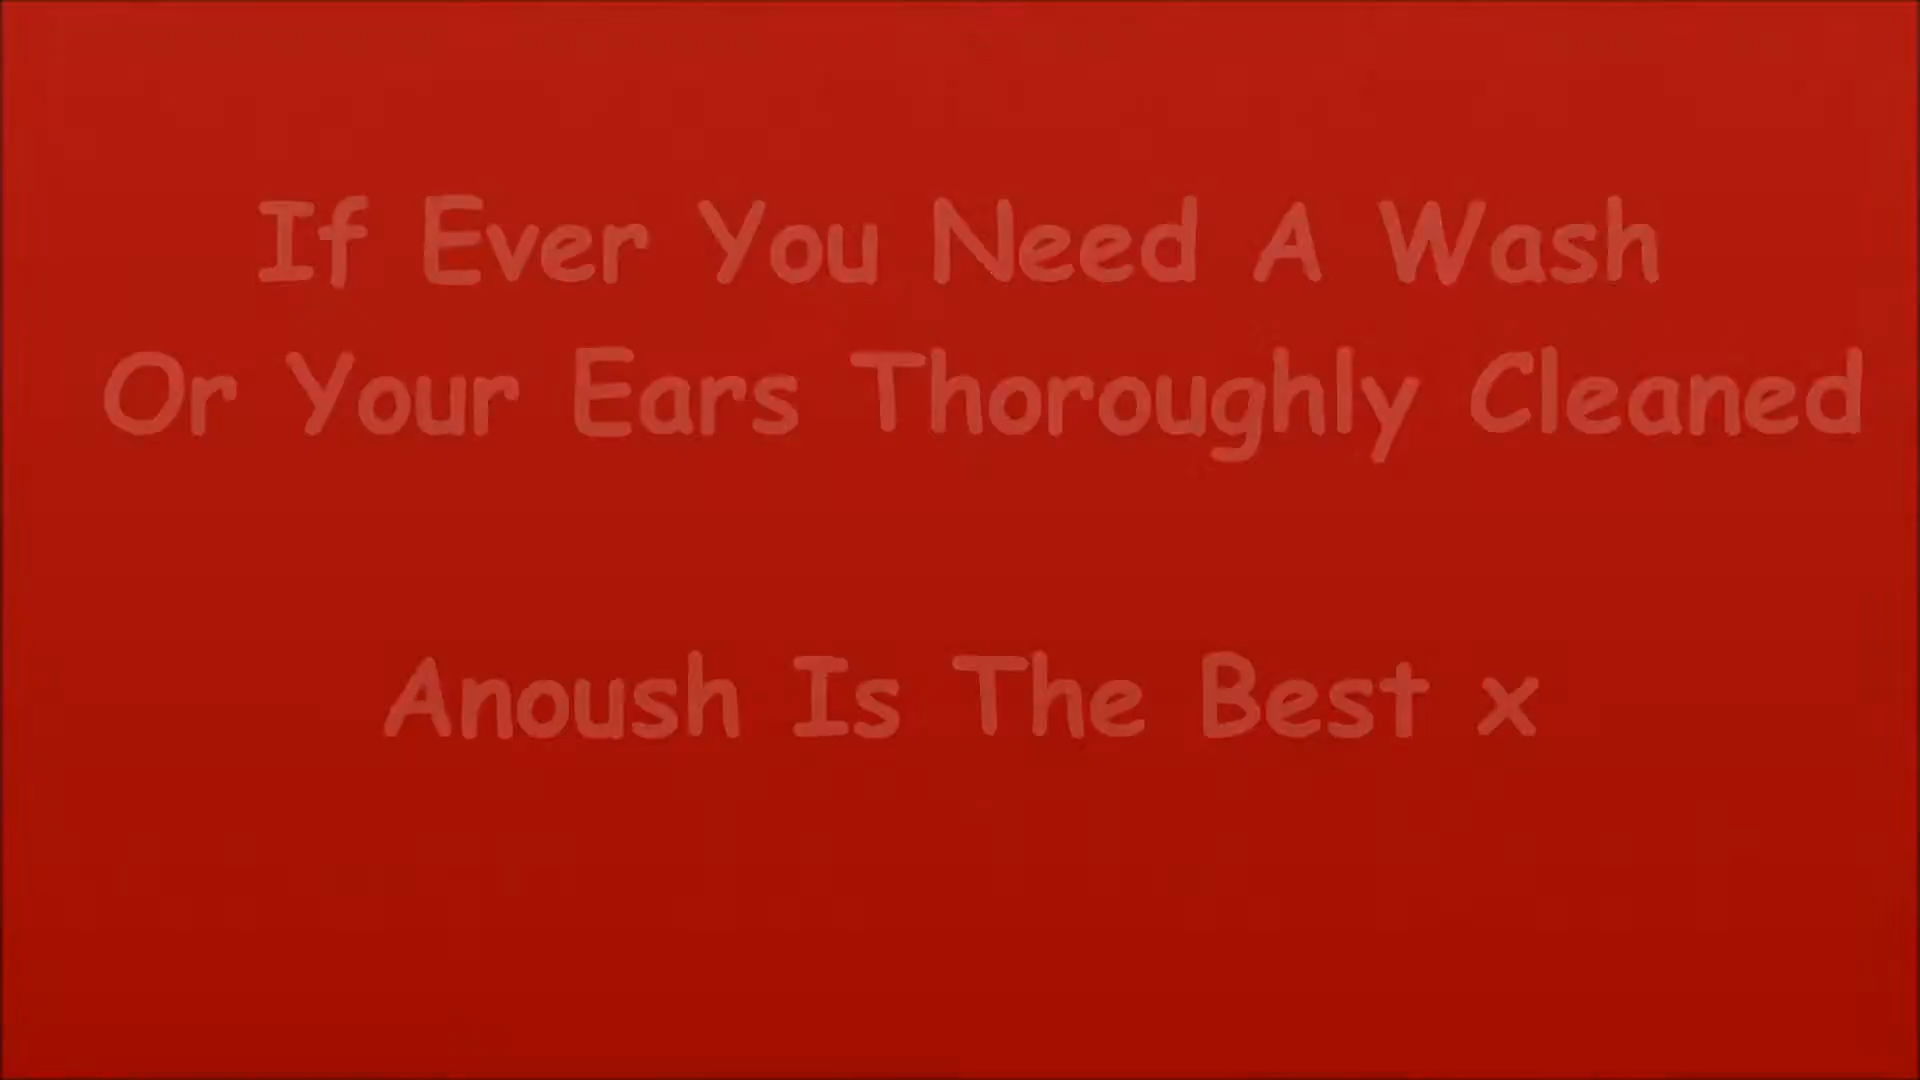 If Ever You Need A Wash
Or Your Ears Thoroughly Cleaned
Anoush Is The Best x